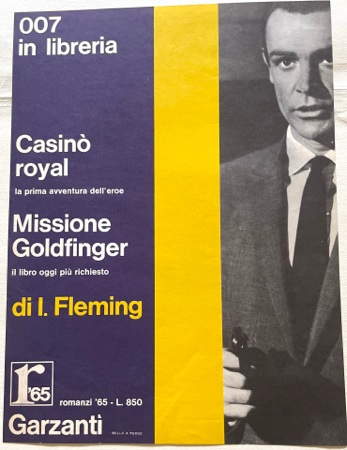 007
in libreria
Casinò
royal
la prima avventura dell'eroe
Missione
Goldfinger
il libro oggi più richiesto
di I. Fleming
r'65
romanzi '65 - L. 850
Garzanti